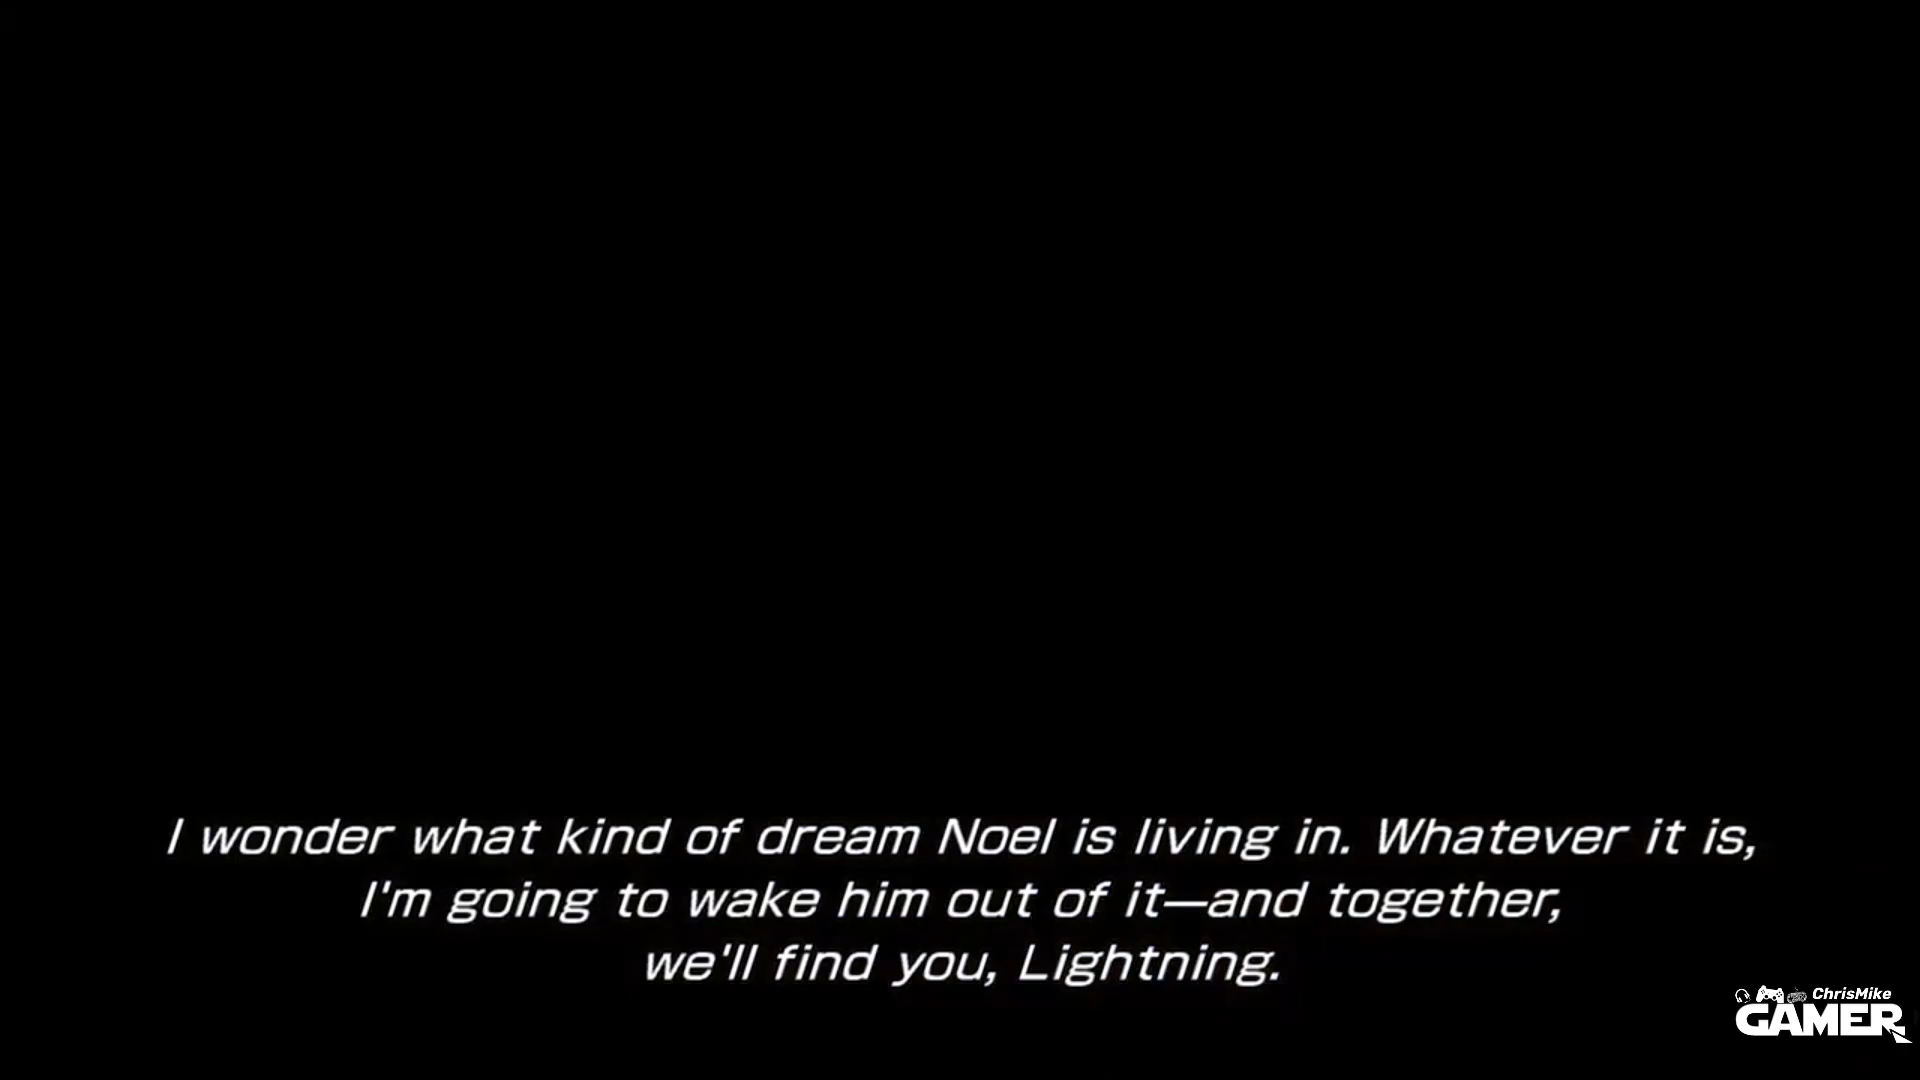 I wonder what kind of dream Noel is living in. Whatever it is,
I'm going to wake him out of it—and together,
we'll find you, Lightning.
ChrisMike
GAMER